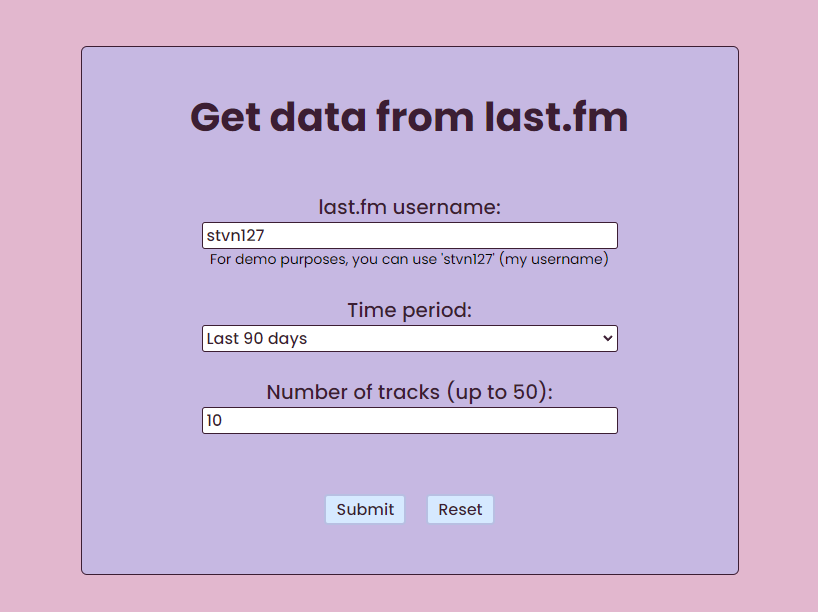 Get data from last.fm
last.fm username:
stvn127
For demo purposes, you can use 'stvn127' (my username)
Time period:
Last 90 days
Number of tracks (up to 50):
10
Submit Reset